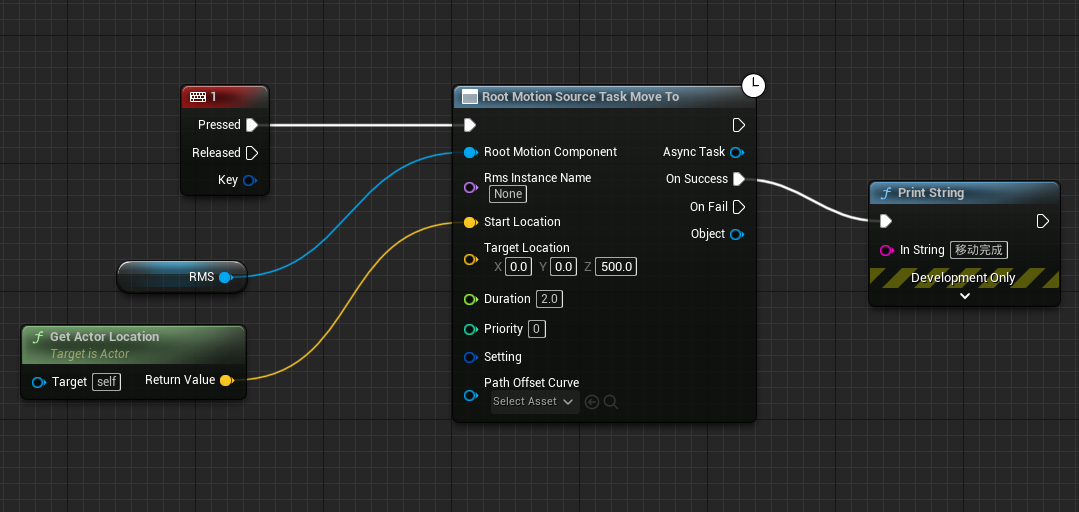 1
Pressed
Released
Key
RMS
Get Actor Location
Target is Actor
Target self
Return Value
Root Motion Source Task Move To
Root Motion Component
Rms Instance Name
None
Start Location
Target Location
X 0.0 Y 0.0 Z 500.0
Duration 2.0
Priority 0
Setting
Path Offset Curve
Select Asset
Async Task
On Success
On Fail
Object
Print String
In String 移动完成
Development Only